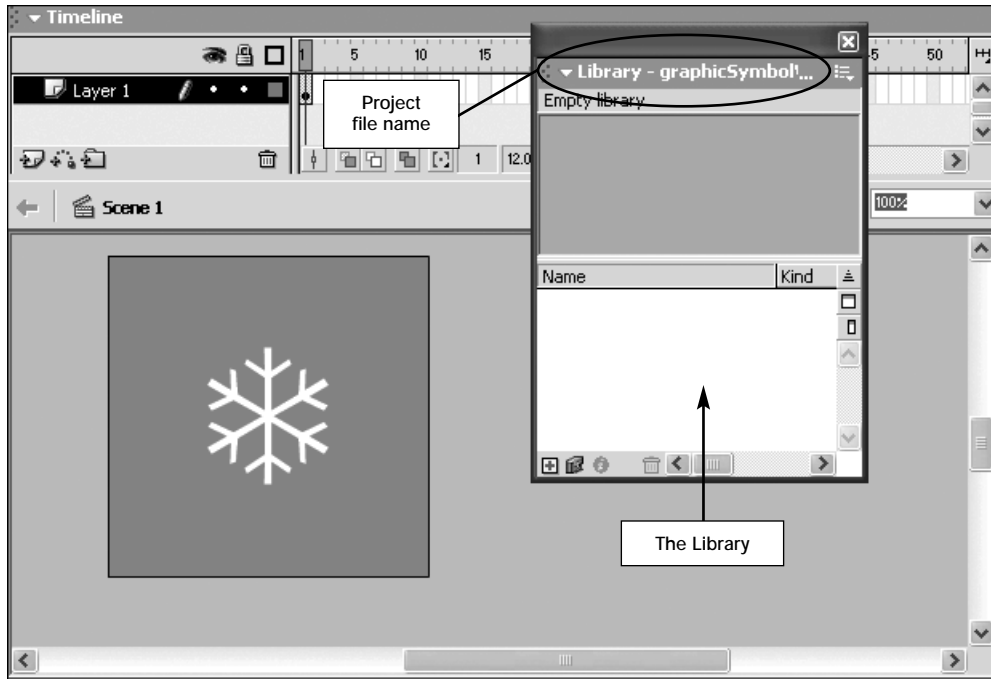 Timeline
1 5 10 15 45 50
Layer 1
Project
file name
Library - graphicSymbol\...
Empty library
1 12.0
Scene 1
100%
Name Kind
The Library